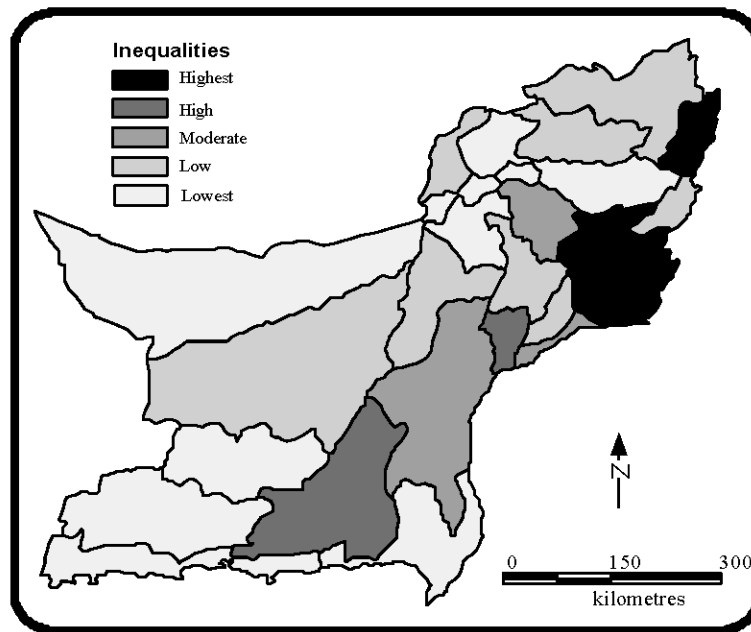 Inequalities
Highest
High
Moderate
Low
Lowest
N
0 150 300
kilometres